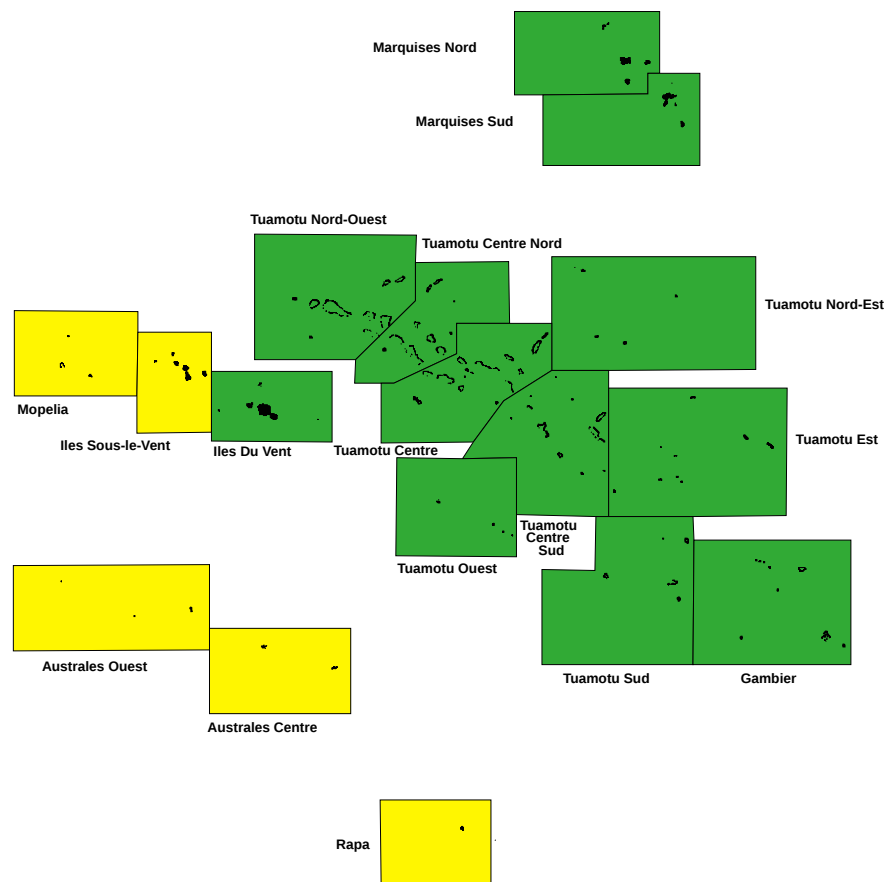 Marquises Nord
Marquises Sud
Tuamotu Nord-Ouest
Tuamotu Centre Nord
Tuamotu Nord-Est
Mopelia
Iles Sous-le-Vent
Iles Du Vent
Tuamotu Centre
Tuamotu Est
Tuamotu Ouest
Tuamotu
Centre
Sud
Australes Ouest
Tuamotu Sud
Gambier
Australes Centre
Rapa